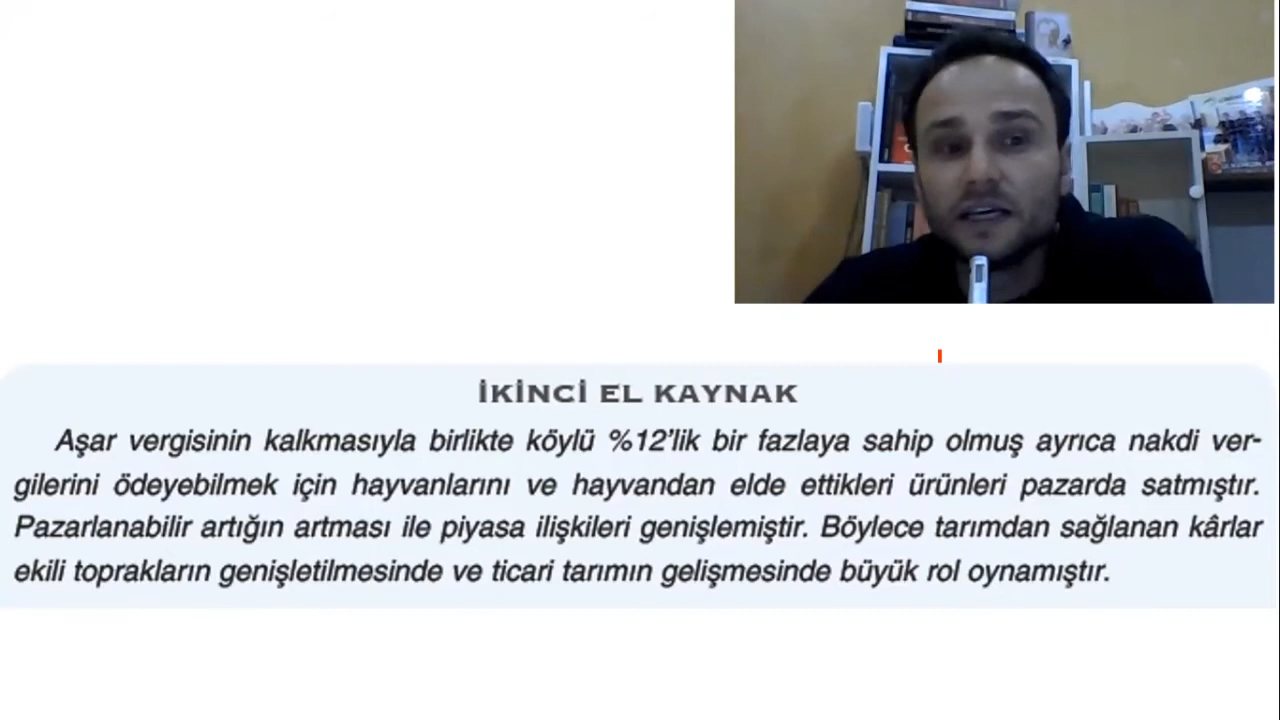 İKİNCİ EL KAYNAK
Aşar vergisinin kalkmasıyla birlikte köylü %12'lik bir fazlaya sahip olmuş ayrıca nakdi ver-
gilerini ödeyebilmek için hayvanlarını ve hayvandan elde ettikleri ürünleri pazarda satmıştır.
Pazarlanabilir artığın artması ile piyasa ilişkileri genişlemiştir. Böylece tarımdan sağlanan kârlar
ekili toprakların genişletilmesinde ve ticari tarımın gelişmesinde büyük rol oynamıştır.